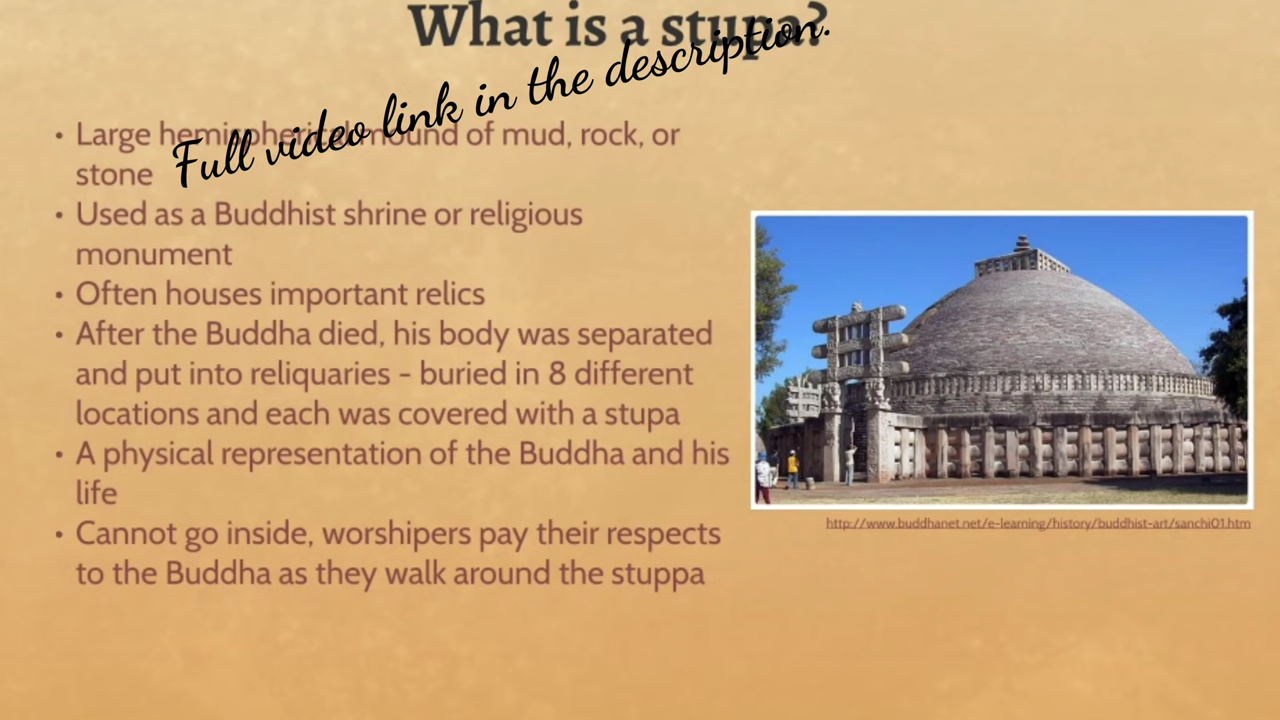 What is a stupa?
Full video link in the description.
• Large hemispherical mound of mud, rock, or
stone
• Used as a Buddhist shrine or religious
monument
• Often houses important relics
• After the Buddha died, his body was separated
and put into reliquaries - buried in 8 different
locations and each was covered with a stupa
• A physical representation of the Buddha and his
life
• Cannot go inside, worshipers pay their respects
to the Buddha as they walk around the stuppa
http://www.buddhanet.net/e-learning/history/buddhist-art/sanchi01.htm